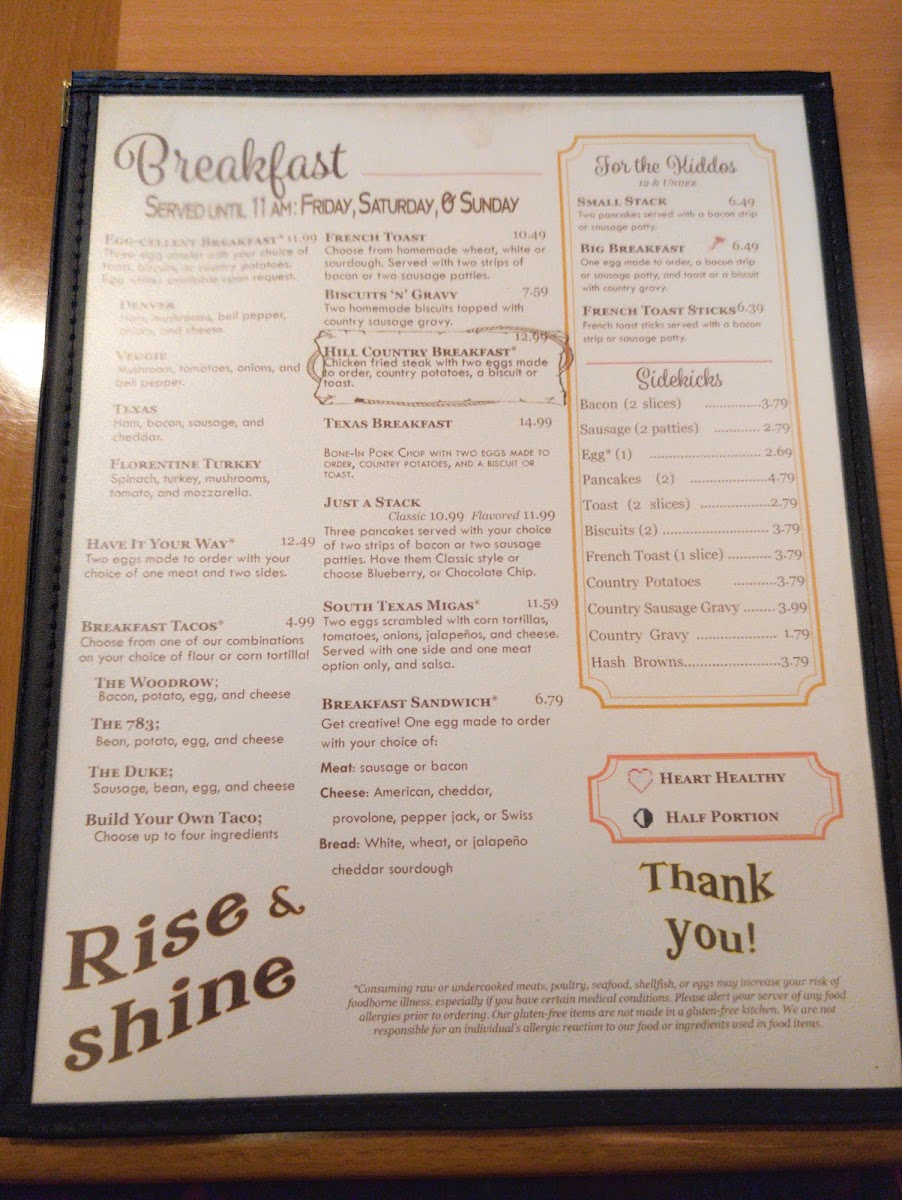 Breakfast
Served until 11 am: Friday, Saturday, & Sunday
Egg-cellent Breakfast* 11.99
Three egg omelet with your choice of
toast, biscuits, or country potatoes.
Egg whites available upon request.
Denver
Ham, mushrooms, bell pepper,
onions, and cheese.
Veggie
Mushroom, tomatoes, onions, and
bell pepper.
Texas
Ham, bacon, sausage, and
cheddar.
Florentine Turkey
Spinach, turkey, mushrooms,
tomato, and mozzarella.
Have It Your Way* 12.49
Two eggs made to order with your
choice of one meat and two sides.
Breakfast Tacos* 4.99
Choose from one of our combinations
on your choice of flour or corn tortilla!
The Woodrow;
Bacon, potato, egg, and cheese
The 783;
Bean, potato, egg, and cheese
The Duke;
Sausage, bean, egg, and cheese
Build Your Own Taco;
Choose up to four ingredients
Rise &
shine
French Toast 10.49
Choose from homemade wheat, white or
sourdough. Served with two strips of
bacon or two sausage patties.
Biscuits 'N' Gravy 7.59
Two homemade biscuits topped with
country sausage gravy.
12.99
Hill Country Breakfast*
Chicken fried steak with two eggs made
to order, country potatoes, a biscuit or
toast.
Texas Breakfast 14.99
Bone-In Pork Chop with two eggs made to
order, country potatoes, and a biscuit or
toast.
Just a Stack
Classic 10.99 Flavored 11.99
Three pancakes served with your choice
of two strips of bacon or two sausage
patties. Have them Classic style or
choose Blueberry, or Chocolate Chip.
South Texas Migas* 11.59
Two eggs scrambled with corn tortillas,
tomatoes, onions, jalapeños, and cheese.
Served with one side and one meat
option only, and salsa.
Breakfast Sandwich* 6.79
Get creative! One egg made to order
with your choice of:
Meat: sausage or bacon
Cheese: American, cheddar,
provolone, pepper jack, or Swiss
Bread: White, wheat, or jalapeño
cheddar sourdough
For the Kiddos
12 & Under
Small Stack 6.49
Two pancakes served with a bacon strip
or sausage patty.
Big Breakfast 6.49
One egg made to order, a bacon strip
or sausage patty, and toast or a biscuit
with country gravy.
French Toast Sticks 6.39
French toast sticks served with a bacon
strip or sausage patty.
Sidekicks
Bacon (2 slices) ..............3.79
Sausage (2 patties) ............ 2.79
Egg* (1) ............................ 2.69
Pancakes (2) .....................4.79
Toast (2 slices) .................2.79
Biscuits (2) ......................... 3.79
French Toast (1 slice) .......... 3.79
Country Potatoes ...........3.79
Country Sausage Gravy ........ 3.99
Country Gravy .................... 1.79
Hash Browns........................3.79
Heart Healthy
Half Portion
Thank
you!
*Consuming raw or undercooked meats, poultry, seafood, shellfish, or eggs may increase your risk of
foodborne illness, especially if you have certain medical conditions. Please alert your server of any food
allergies prior to ordering. Our gluten-free items are not made in a gluten-free kitchen. We are not
responsible for an individual's allergic reaction to our food or ingredients used in food items.